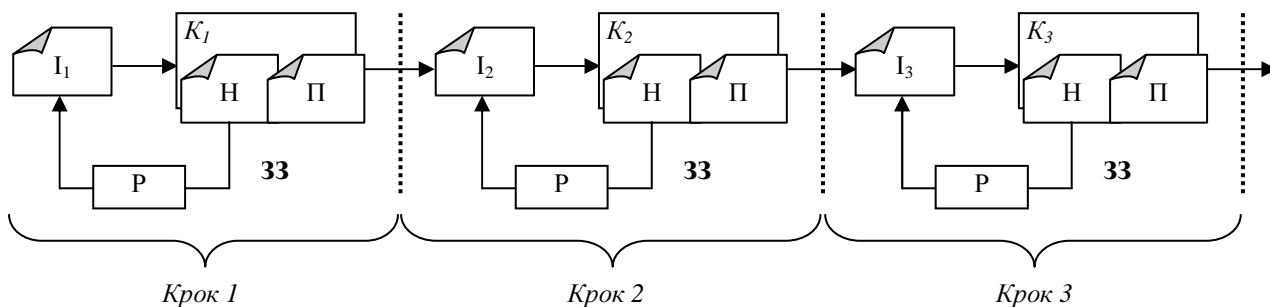 K₁ K₂ K₃
I₁ Н П I₂ Н П I₃ Н П
Р ЗЗ Р ЗЗ Р ЗЗ
Крок 1 Крок 2 Крок 3